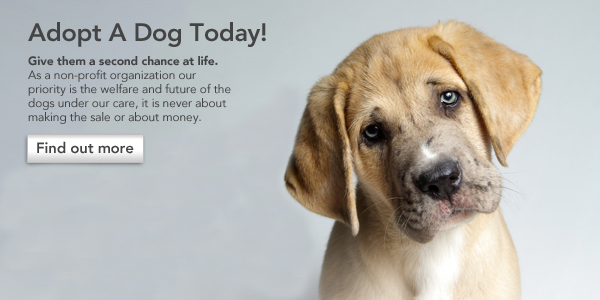 Adopt A Dog Today!
Give them a second chance at life.
As a non-profit organization our
priority is the welfare and future of the
dogs under our care, it is never about
making the sale or about money.
Find out more